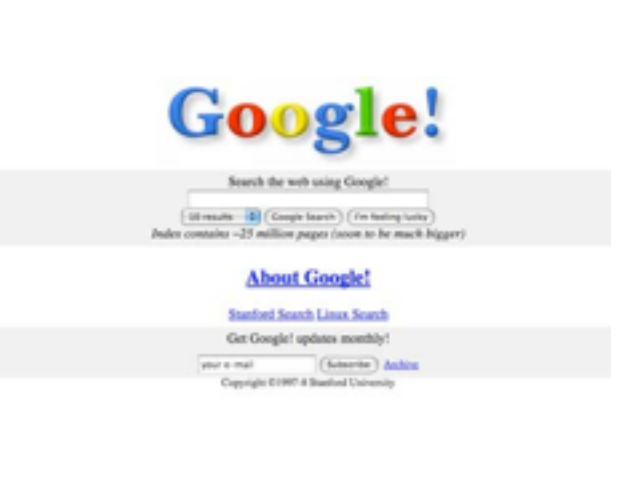 Google!
Search the web using Google!
10 results Google Search I'm feeling lucky
Index contains ~25 million pages (soon to be much bigger)
About Google!
Stanford Search Linux Search
Get Google! updates monthly!
your e-mail Subscribe Archive
Copyright ©1997-8 Stanford University